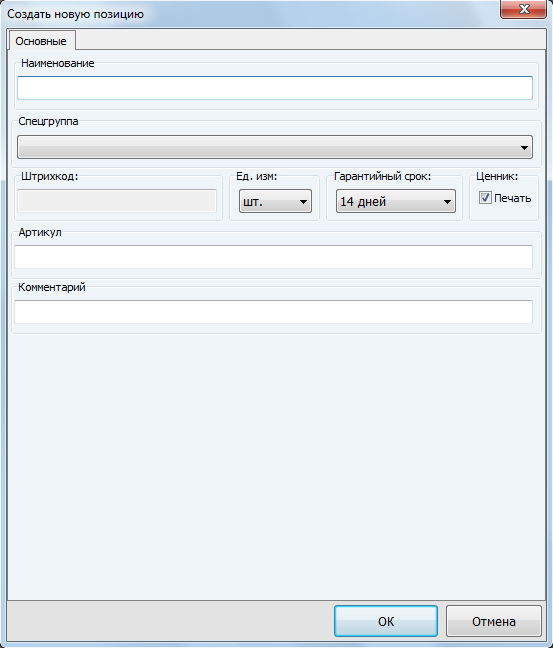 Создать новую позицию
Основные
Наименование
Спецгруппа
Штрихкод: Ед. изм: Гарантийный срок: Ценник:
шт. 14 дней Печать
Артикул
Комментарий
ОК Отмена